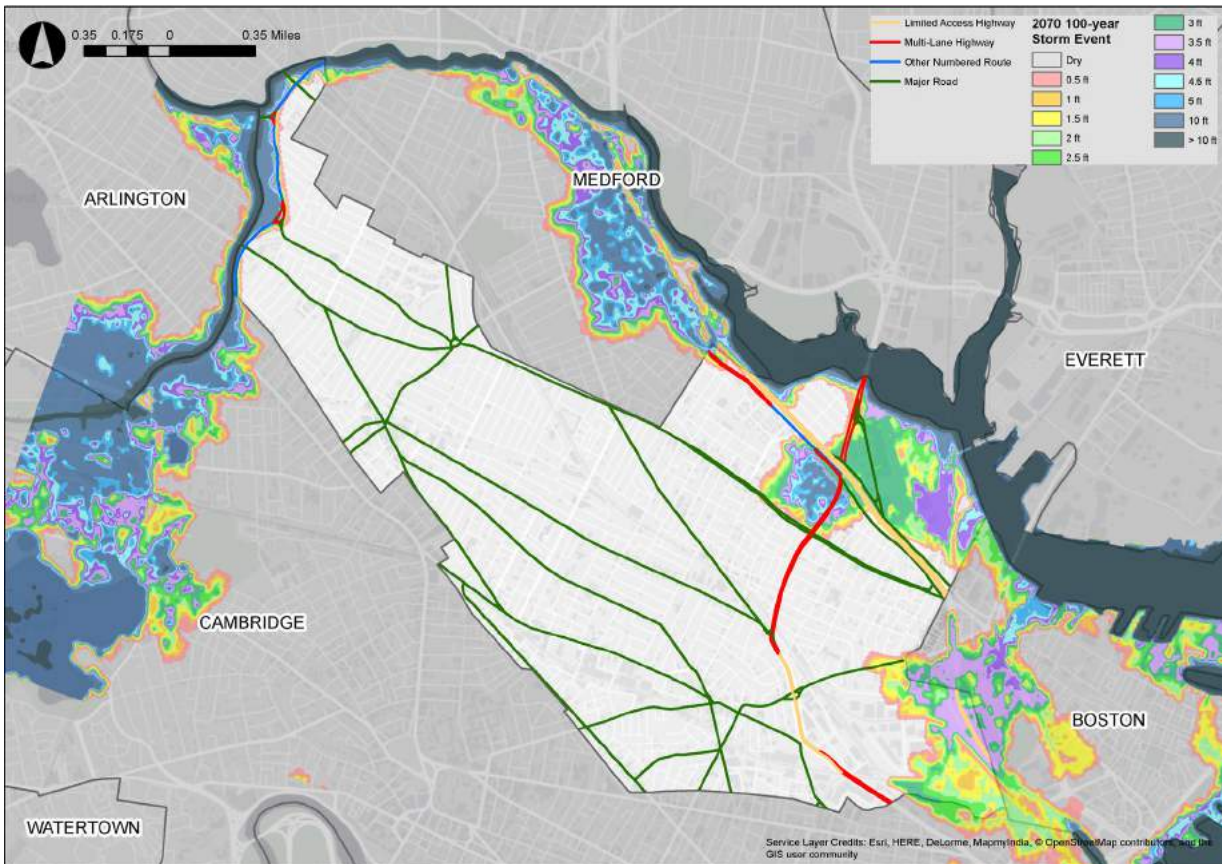 0.35 0.175 0 0.35 Miles
Limited Access Highway
Multi-Lane Highway
Other Numbered Route
Major Road
2070 100-year
Storm Event
Dry
0.5 ft
1 ft
1.5 ft
2 ft
2.5 ft
3 ft
3.5 ft
4 ft
4.5 ft
5 ft
10 ft
> 10 ft
ARLINGTON
MEDFORD
EVERETT
CAMBRIDGE
BOSTON
WATERTOWN
Service Layer Credits: Esri, HERE, DeLorme, MapmyIndia, © OpenStreetMap contributors, and the
GIS user community